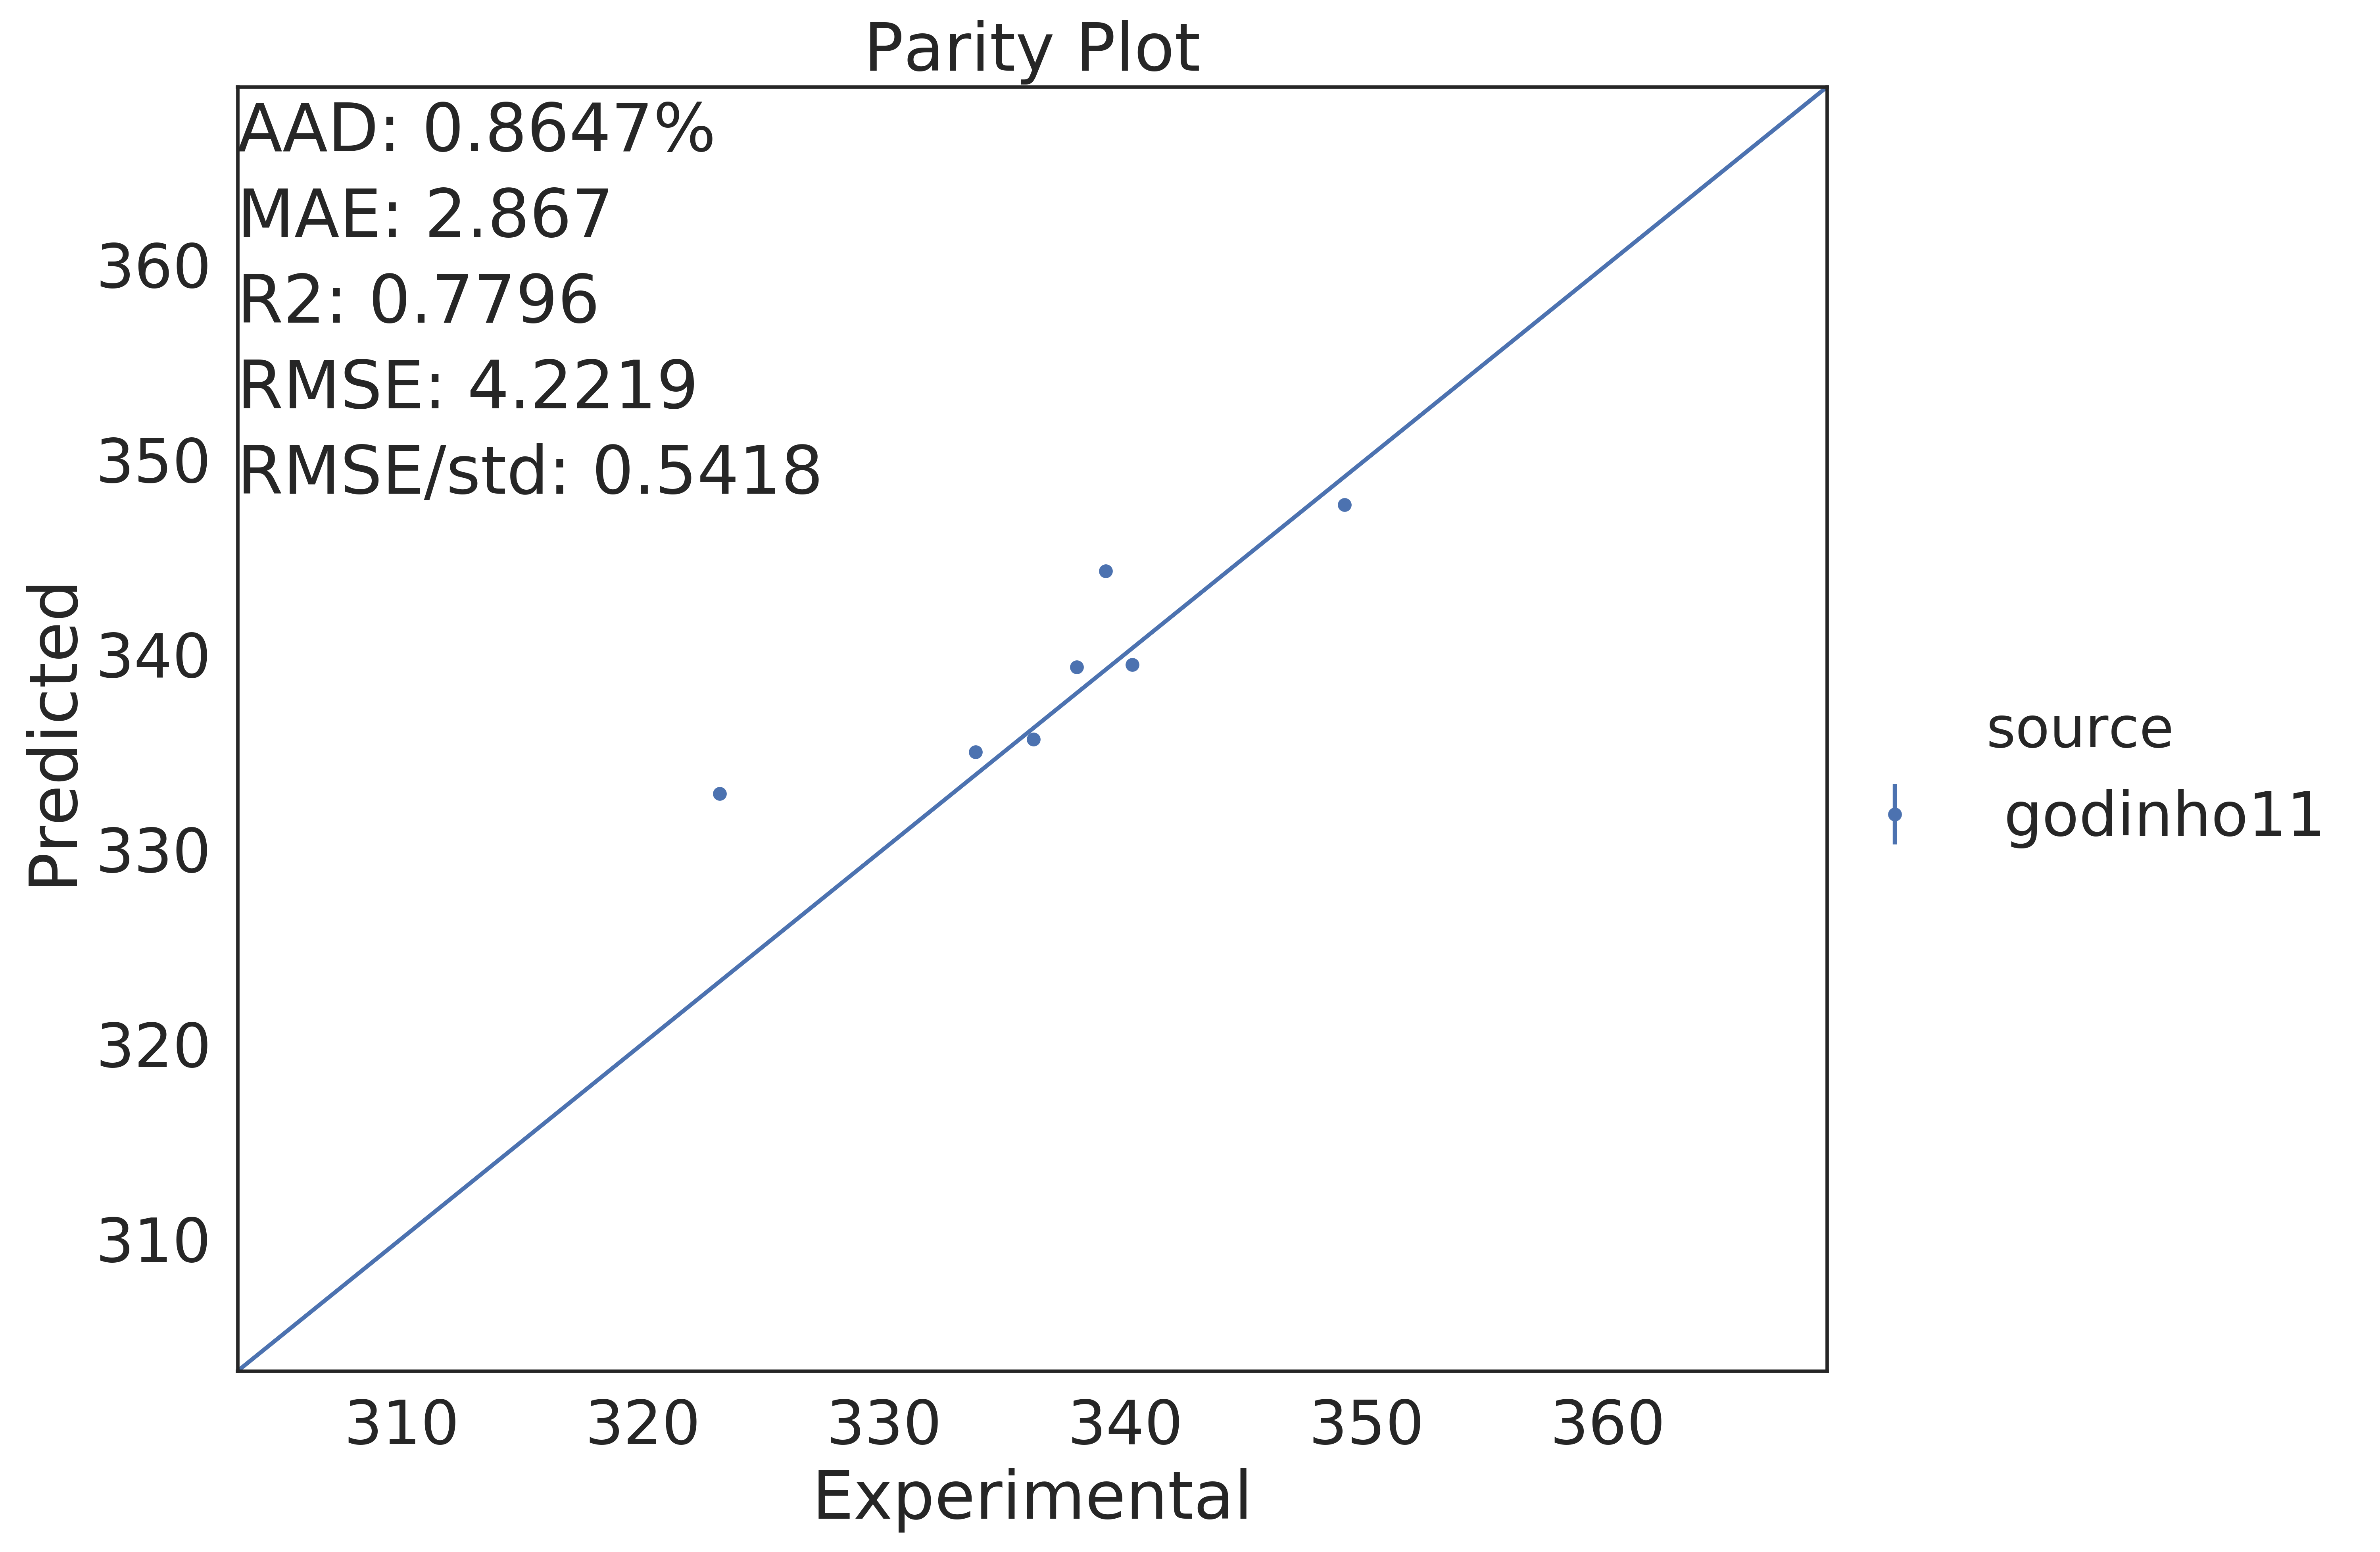 Parity Plot
AAD: 0.8647%
MAE: 2.867
R2: 0.7796
RMSE: 4.2219
RMSE/std: 0.5418
360
350
340
330
320
310
Predicted
310 320 330 340 350 360
Experimental
source
godinho11